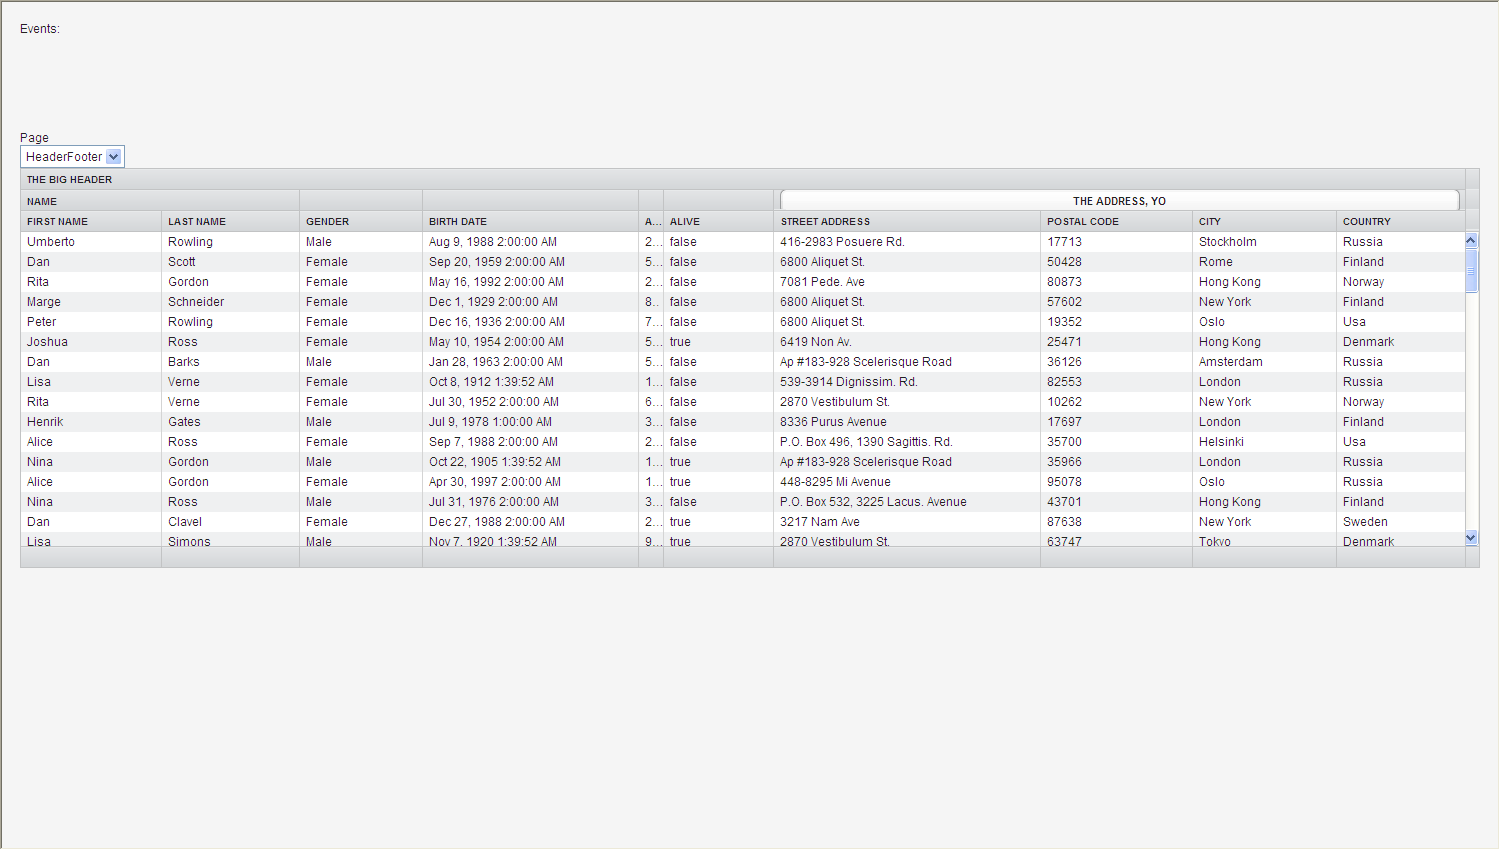 Events:
Page
HeaderFooter
THE BIG HEADER
NAME THE ADDRESS, YO
FIRST NAME LAST NAME GENDER BIRTH DATE A... ALIVE STREET ADDRESS POSTAL CODE CITY COUNTRY
Umberto Rowling Male Aug 9, 1988 2:00:00 AM 2... false 416-2983 Posuere Rd. 17713 Stockholm Russia
Dan Scott Female Sep 20, 1959 2:00:00 AM 5... false 6800 Aliquet St. 50428 Rome Finland
Rita Gordon Female May 16, 1992 2:00:00 AM 2... false 7081 Pede. Ave 80873 Hong Kong Norway
Marge Schneider Female Dec 1, 1929 2:00:00 AM 8... false 6800 Aliquet St. 57602 New York Finland
Peter Rowling Female Dec 16, 1936 2:00:00 AM 7... false 6800 Aliquet St. 19352 Oslo Usa
Joshua Ross Female May 10, 1954 2:00:00 AM 5... true 6419 Non Av. 25471 Hong Kong Denmark
Dan Barks Male Jan 28, 1963 2:00:00 AM 5... false Ap #183-928 Scelerisque Road 36126 Amsterdam Russia
Lisa Verne Female Oct 8, 1912 1:39:52 AM 1... false 539-3914 Dignissim. Rd. 82553 London Russia
Rita Verne Female Jul 30, 1952 2:00:00 AM 6... false 2870 Vestibulum St. 10262 New York Norway
Henrik Gates Male Jul 9, 1978 1:00:00 AM 3... false 8336 Purus Avenue 17697 London Finland
Alice Ross Female Sep 7, 1988 2:00:00 AM 2... false P.O. Box 496, 1390 Sagittis. Rd. 35700 Helsinki Usa
Nina Gordon Male Oct 22, 1905 1:39:52 AM 1... true Ap #183-928 Scelerisque Road 35966 London Russia
Alice Gordon Female Apr 30, 1997 2:00:00 AM 1... true 448-8295 Mi Avenue 95078 Oslo Russia
Nina Ross Male Jul 31, 1976 2:00:00 AM 3... false P.O. Box 532, 3225 Lacus. Avenue 43701 Hong Kong Finland
Dan Clavel Female Dec 27, 1988 2:00:00 AM 2... true 3217 Nam Ave 87638 New York Sweden
Lisa Simons Male Nov 7, 1920 1:39:52 AM 9... true 2870 Vestibulum St. 63747 Tokyo Denmark